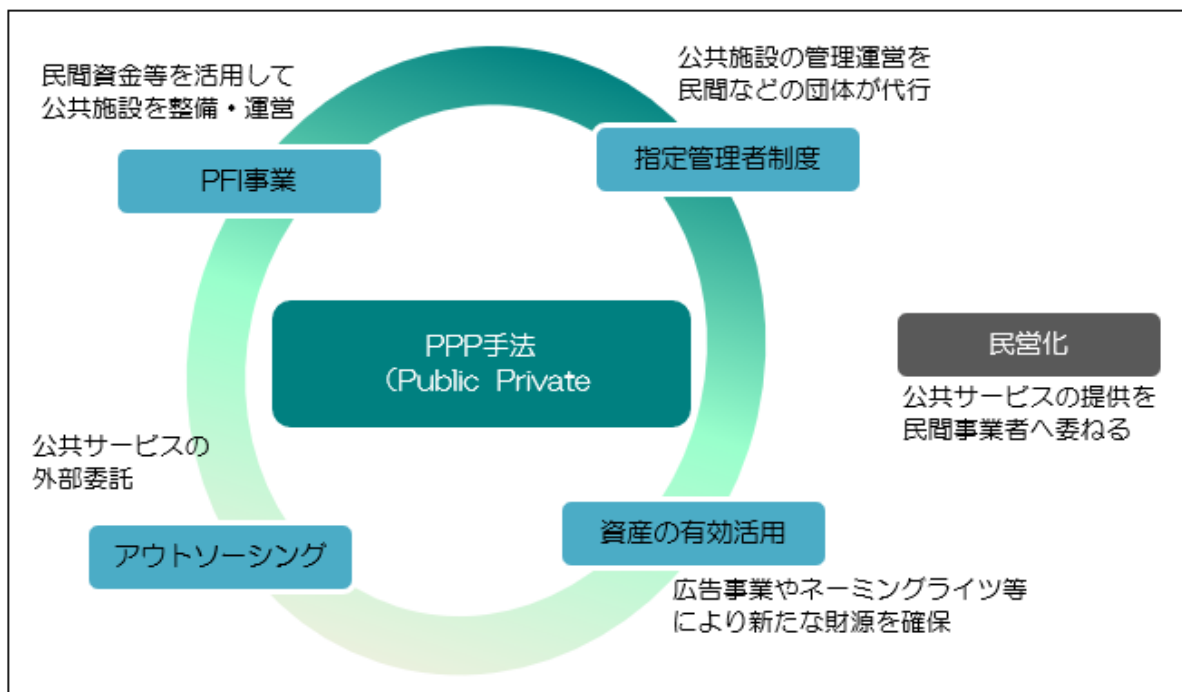 民間資金等を活用して
公共施設を整備・運営
PFI事業
公共施設の管理運営を
民間などの団体が代行
指定管理者制度
PPP手法
(Public Private
民営化
公共サービスの提供を
民間事業者へ委ねる
公共サービスの
外部委託
アウトソーシング
資産の有効活用
広告事業やネーミングライツ等
により新たな財源を確保